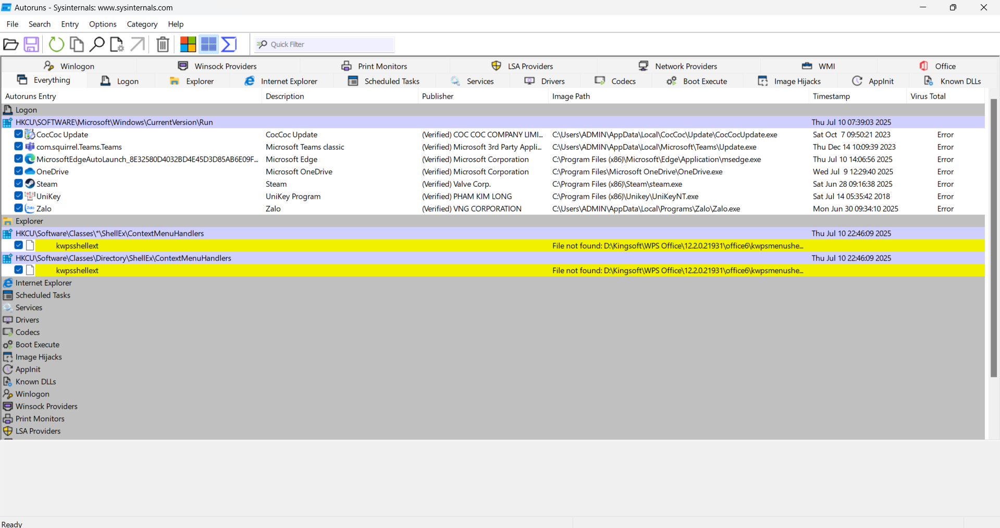 Autoruns - Sysinternals: www.sysinternals.com
File Search Entry Options Category Help
Quick Filter
Winlogon Winsock Providers Print Monitors LSA Providers Network Providers WMI Office
Everything Logon Explorer Internet Explorer Scheduled Tasks Services Drivers Codecs Boot Execute Image Hijacks AppInit Known DLLs
Autoruns Entry Description Publisher Image Path Timestamp Virus Total
Logon
HKCU\SOFTWARE\Microsoft\Windows\CurrentVersion\Run Thu Jul 10 07:39:03 2025
CocCoc Update CocCoc Update (Verified) COC COC COMPANY LIMI... C:\Users\ADMIN\AppData\Local\CocCoc\Update\CocCocUpdate.exe Sat Oct 7 09:50:21 2023 Error
com.squirrel.Teams.Teams Microsoft Teams classic (Verified) Microsoft 3rd Party Appli... C:\Users\ADMIN\AppData\Local\Microsoft\Teams\Update.exe Thu Dec 14 10:09:39 2023 Error
MicrosoftEdgeAutoLaunch_8E32580D4032BD4E45D3D85AB6E09F... Microsoft Edge (Verified) Microsoft Corporation C:\Program Files (x86)\Microsoft\Edge\Application\msedge.exe Thu Jul 10 14:06:56 2025 Error
OneDrive Microsoft OneDrive (Verified) Microsoft Corporation C:\Program Files\Microsoft OneDrive\OneDrive.exe Wed Jul 9 12:29:40 2025 Error
Steam Steam (Verified) Valve Corp. C:\Program Files (x86)\Steam\steam.exe Sat Jun 28 09:16:38 2025 Error
UniKey UniKey Program (Verified) PHAM KIM LONG C:\Program Files (x86)\Unikey\UniKeyNT.exe Sat Jul 14 05:35:42 2018 Error
Zalo Zalo Zalo (Verified) VNG CORPORATION C:\Users\ADMIN\AppData\Local\Programs\Zalo\Zalo.exe Mon Jun 30 09:34:10 2025 Error
Explorer
HKCU\Software\Classes\*\ShellEx\ContextMenuHandlers Thu Jul 10 22:46:09 2025
kwpsshellext File not found: D:\Kingsoft\WPS Office\12.2.0.21931\office6\kwpsmenushe...
HKCU\Software\Classes\Directory\ShellEx\ContextMenuHandlers Thu Jul 10 22:46:09 2025
kwpsshellext File not found: D:\Kingsoft\WPS Office\12.2.0.21931\office6\kwpsmenushe...
Internet Explorer
Scheduled Tasks
Services
Drivers
Codecs
Boot Execute
Image Hijacks
AppInit
Known DLLs
Winlogon
Winsock Providers
Print Monitors
LSA Providers
Ready